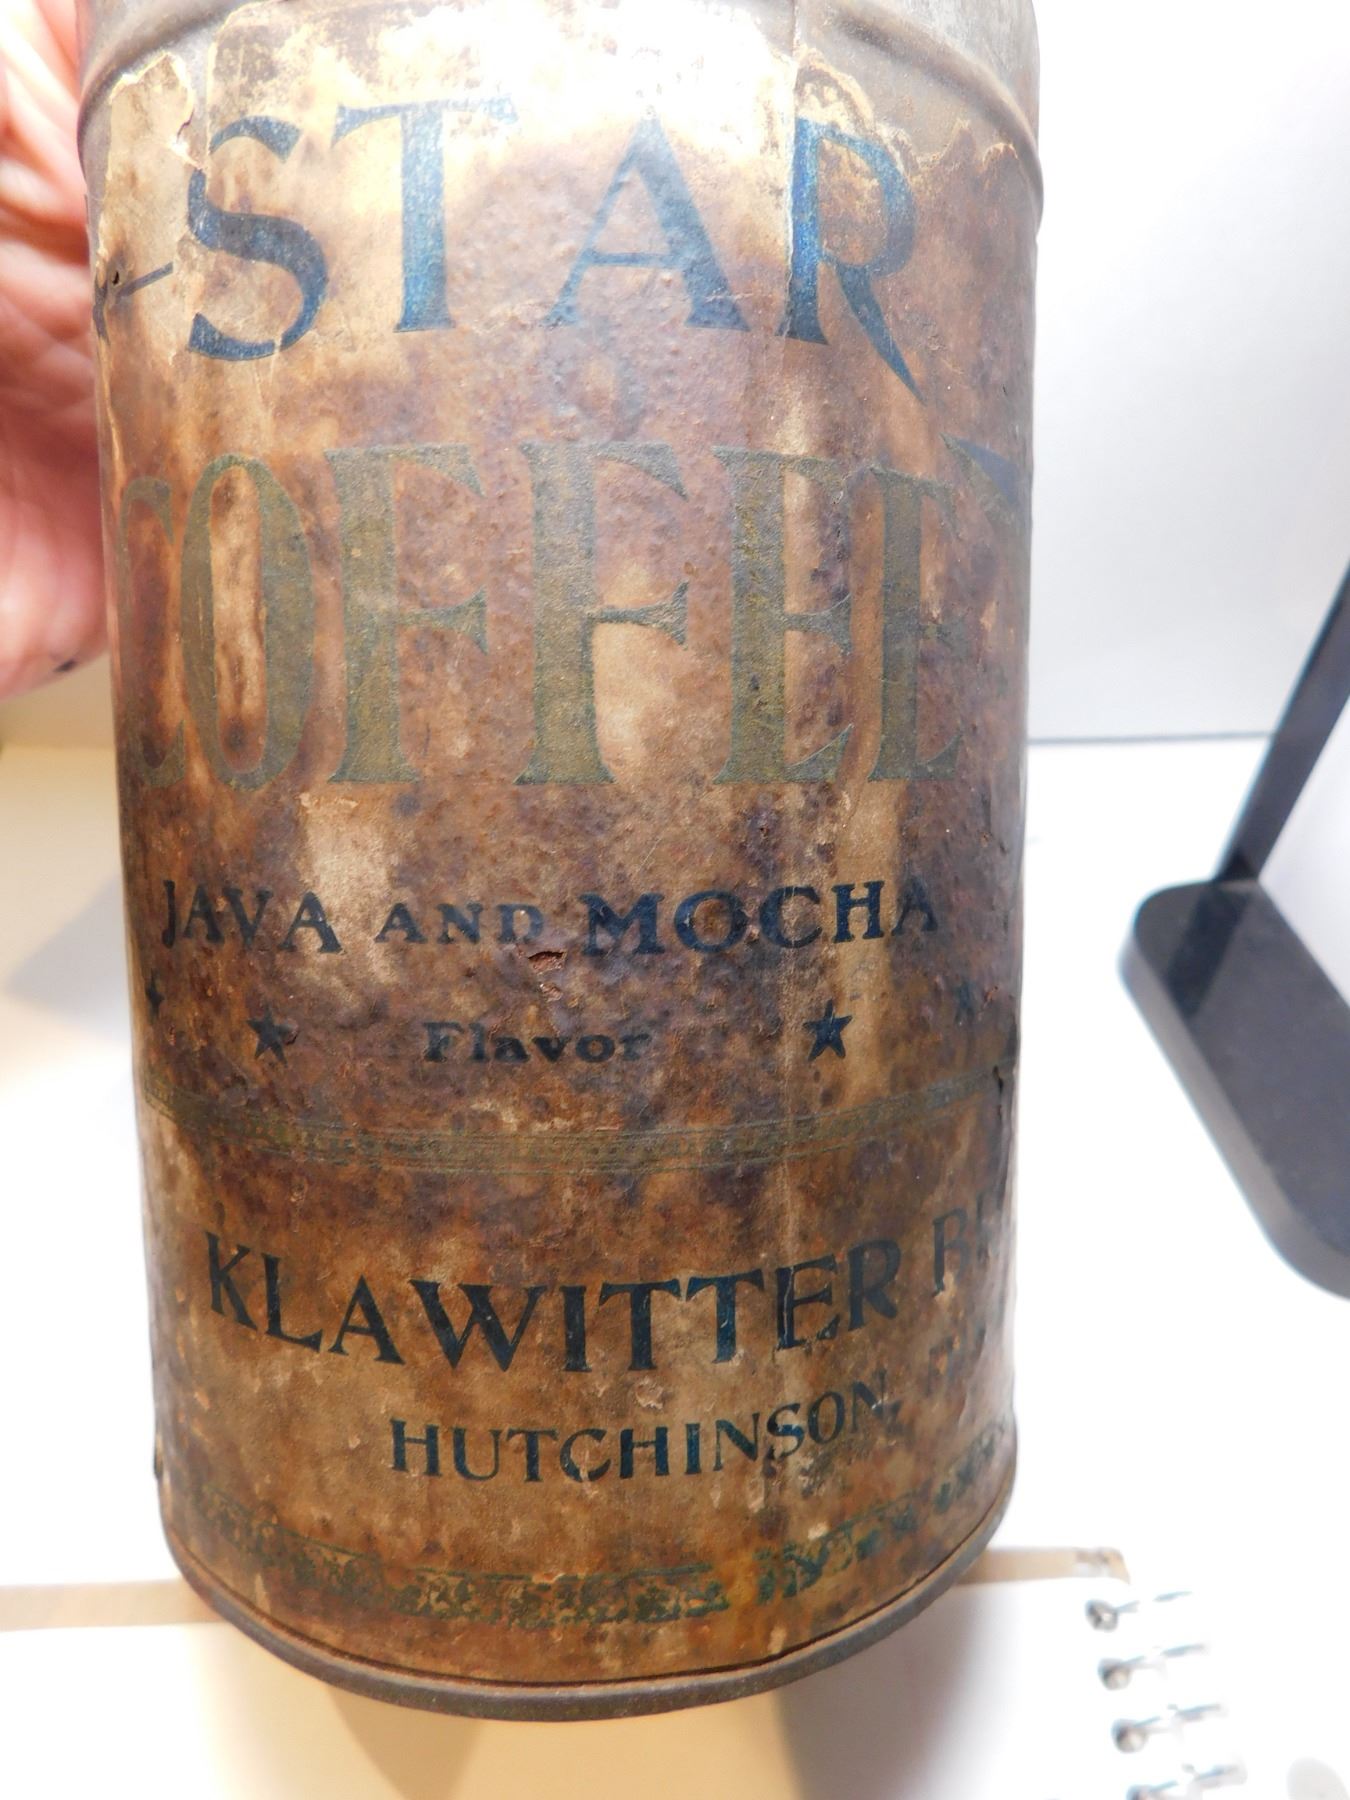 STAR
COFFEE
JAVA AND MOCHA
Flavor
KLAWITTER
HUTCHINSON,